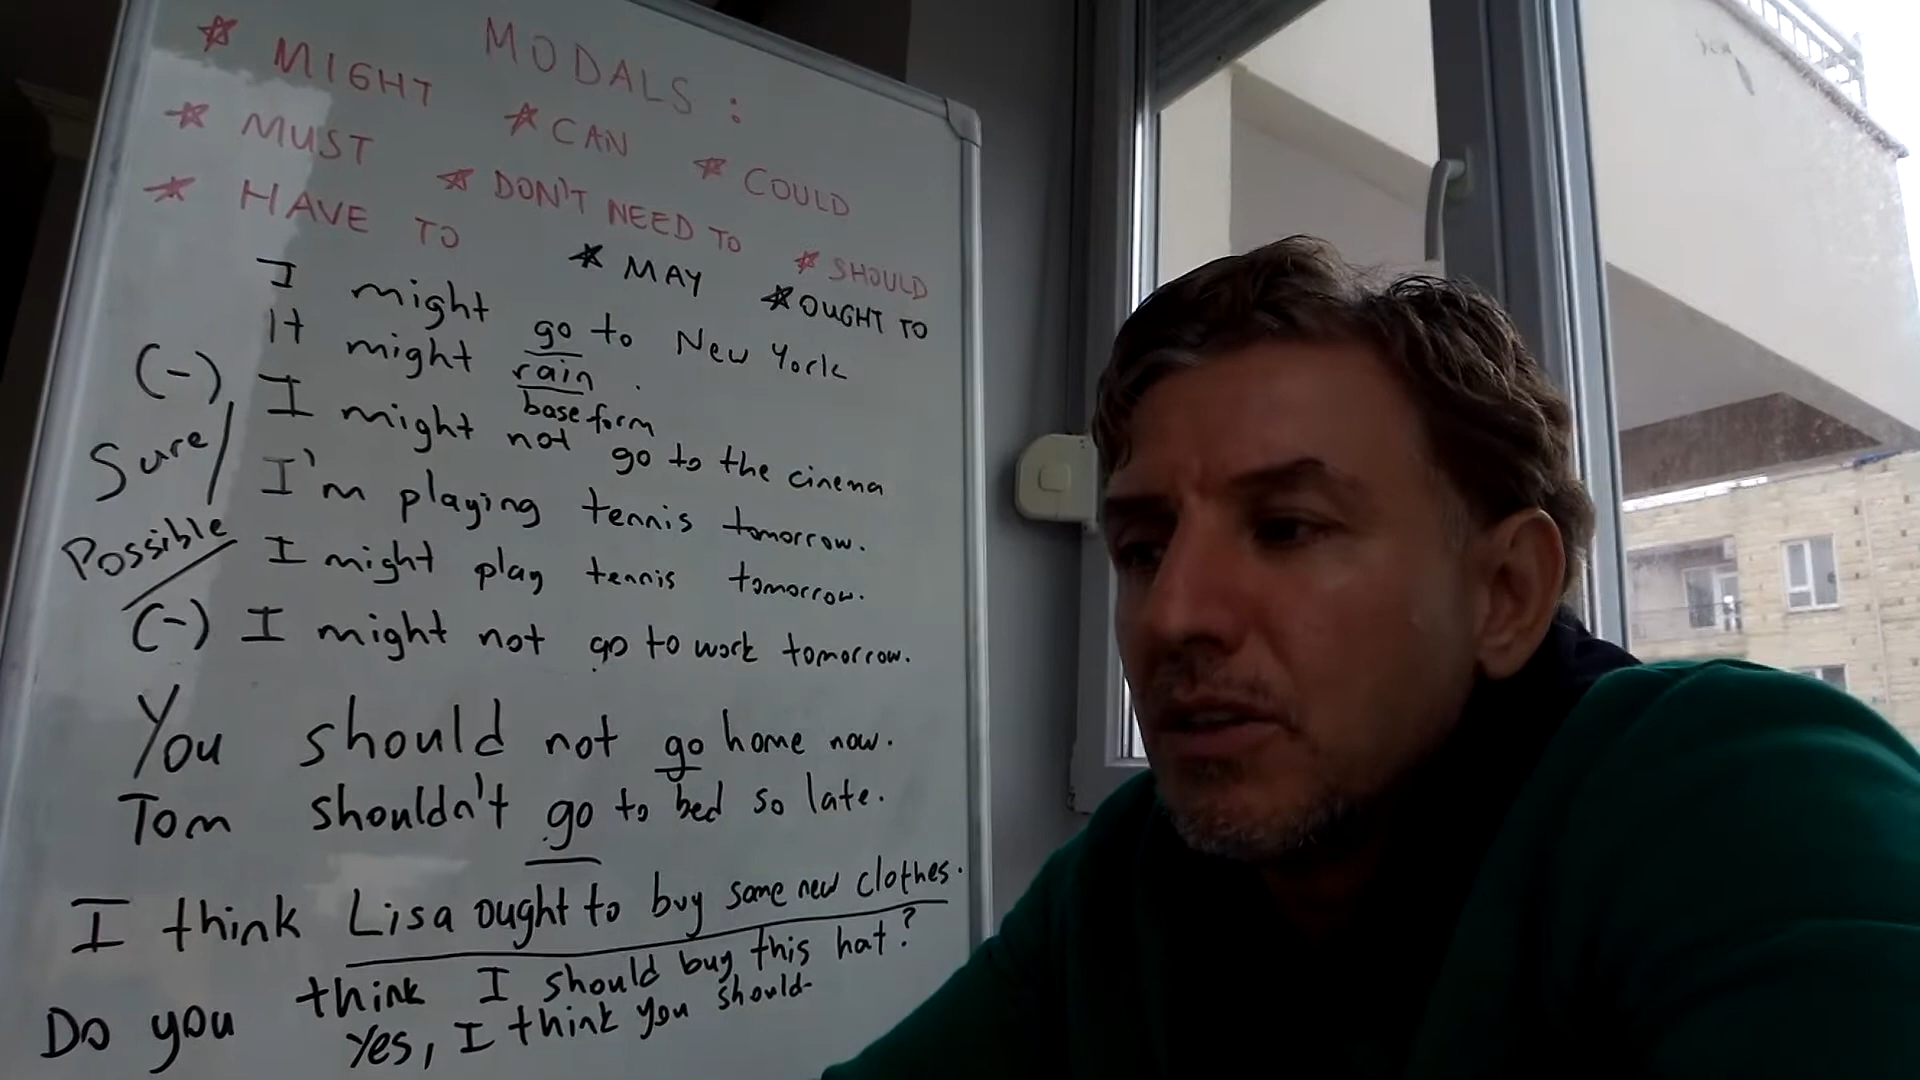 MODALS :
* MIGHT * CAN * COULD
* MUST * DON'T NEED TO * SHOULD
* HAVE TO * MAY * OUGHT TO
I might go to New York
It might rain .
base form
(-) I might not go to the cinema
Sure / I'm playing tennis tomorrow.
Possible / I might play tennis tomorrow.
(-) I might not go to work tomorrow.
You should not go home now.
Tom shouldn't go to bed so late.
I think Lisa ought to buy some new clothes.
Do you think I should buy this hat?
Yes, I think you should.